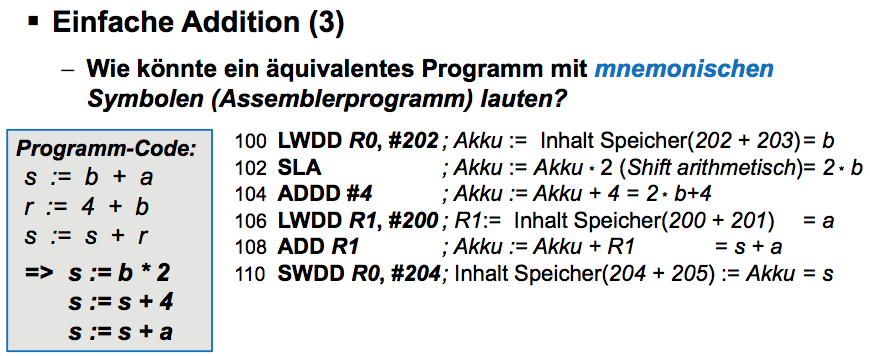 ▪ Einfache Addition (3)
– Wie könnte ein äquivalentes Programm mit mnemonischen
Symbolen (Assemblerprogramm) lauten?
Programm-Code:
s := b + a
r := 4 + b
s := s + r
=> s := b * 2
s := s + 4
s := s + a
100 LWDD R0, #202 ; Akku := Inhalt Speicher(202 + 203) = b
102 SLA ; Akku := Akku * 2 (Shift arithmetisch) = 2 * b
104 ADDD #4 ; Akku := Akku + 4 = 2* b+4
106 LWDD R1, #200 ; R1:= Inhalt Speicher(200 + 201) = a
108 ADD R1 ; Akku := Akku + R1 = s + a
110 SWDD R0, #204 ; Inhalt Speicher(204 + 205) := Akku = s